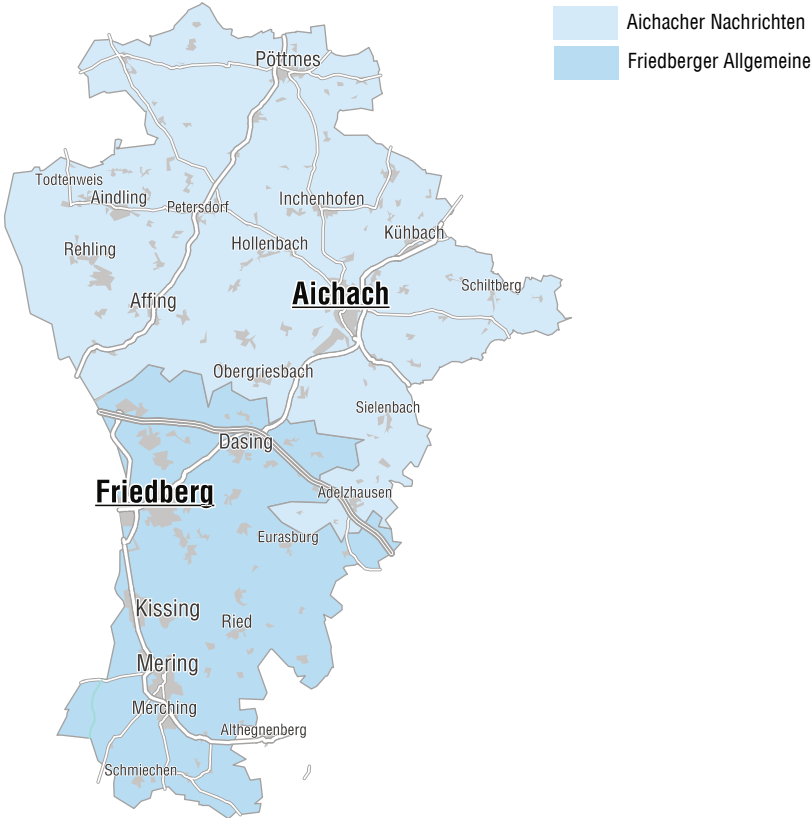 Aichacher Nachrichten
Friedberger Allgemeine
Pöttmes
Todtenweis
Aindling
Petersdorf
Inchenhofen
Kühbach
Rehling
Hollenbach
Schiltberg
Affing
Aichach
Obergriesbach
Sielenbach
Dasing
Adelzhausen
Friedberg
Eurasburg
Kissing
Ried
Mering
Merching
Althegnenberg
Schmiechen